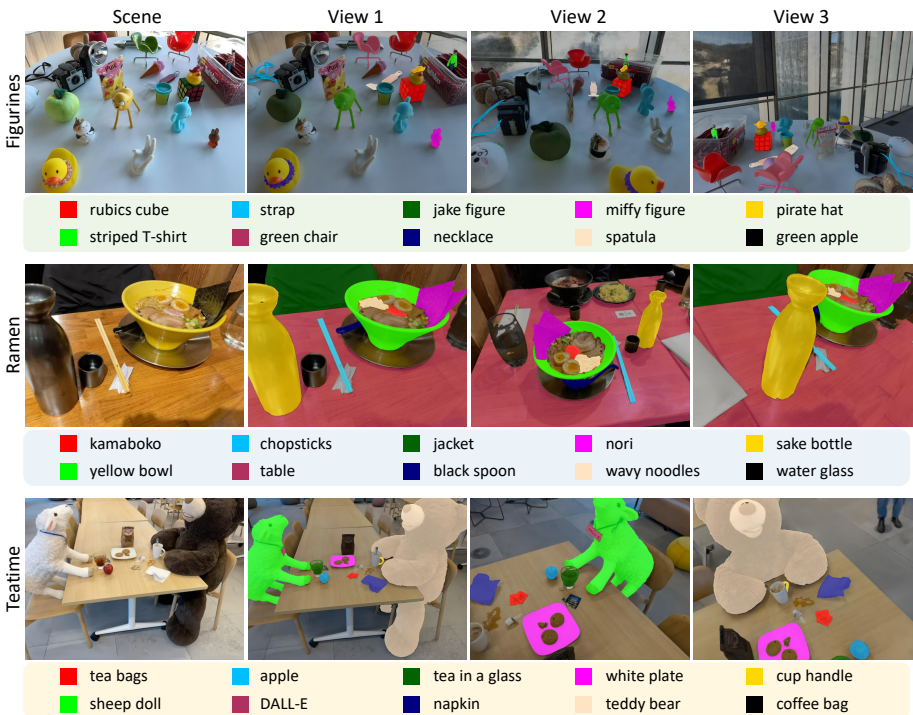 Scene View 1 View 2 View 3
Figurines
rubics cube strap jake figure miffy figure pirate hat
striped T-shirt green chair necklace spatula green apple
Ramen
kamaboko chopsticks jacket nori sake bottle
yellow bowl table black spoon wavy noodles water glass
Teatime
tea bags apple tea in a glass white plate cup handle
sheep doll DALL-E napkin teddy bear coffee bag